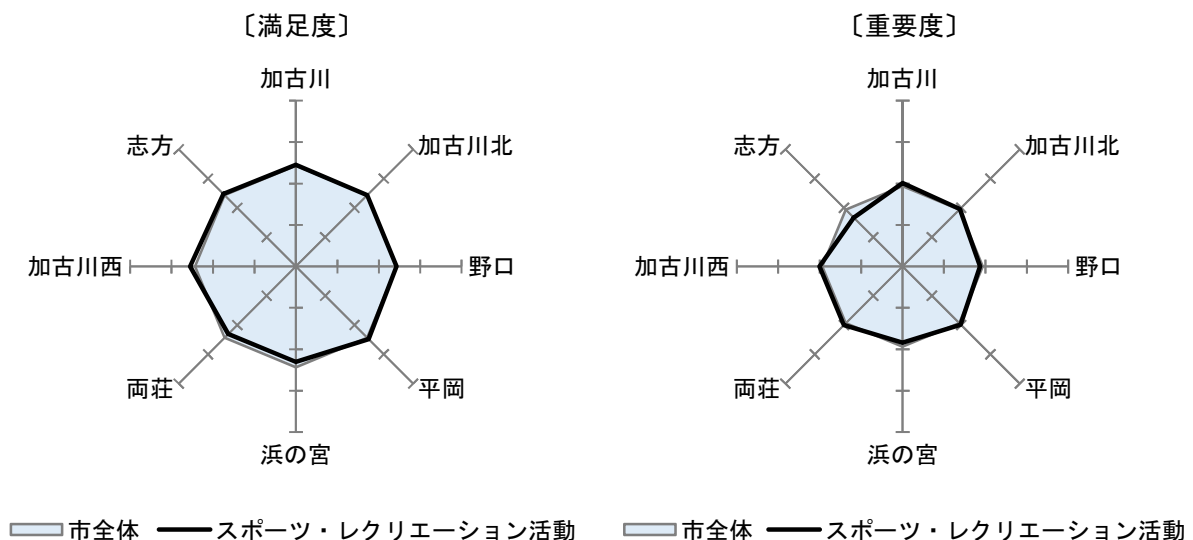 〔満足度〕
加古川
加古川北
野口
平岡
浜の宮
両荘
加古川西
志方
市全体
スポーツ・レクリエーション活動
〔重要度〕
加古川
加古川北
野口
平岡
浜の宮
両荘
加古川西
志方
市全体
スポーツ・レクリエーション活動